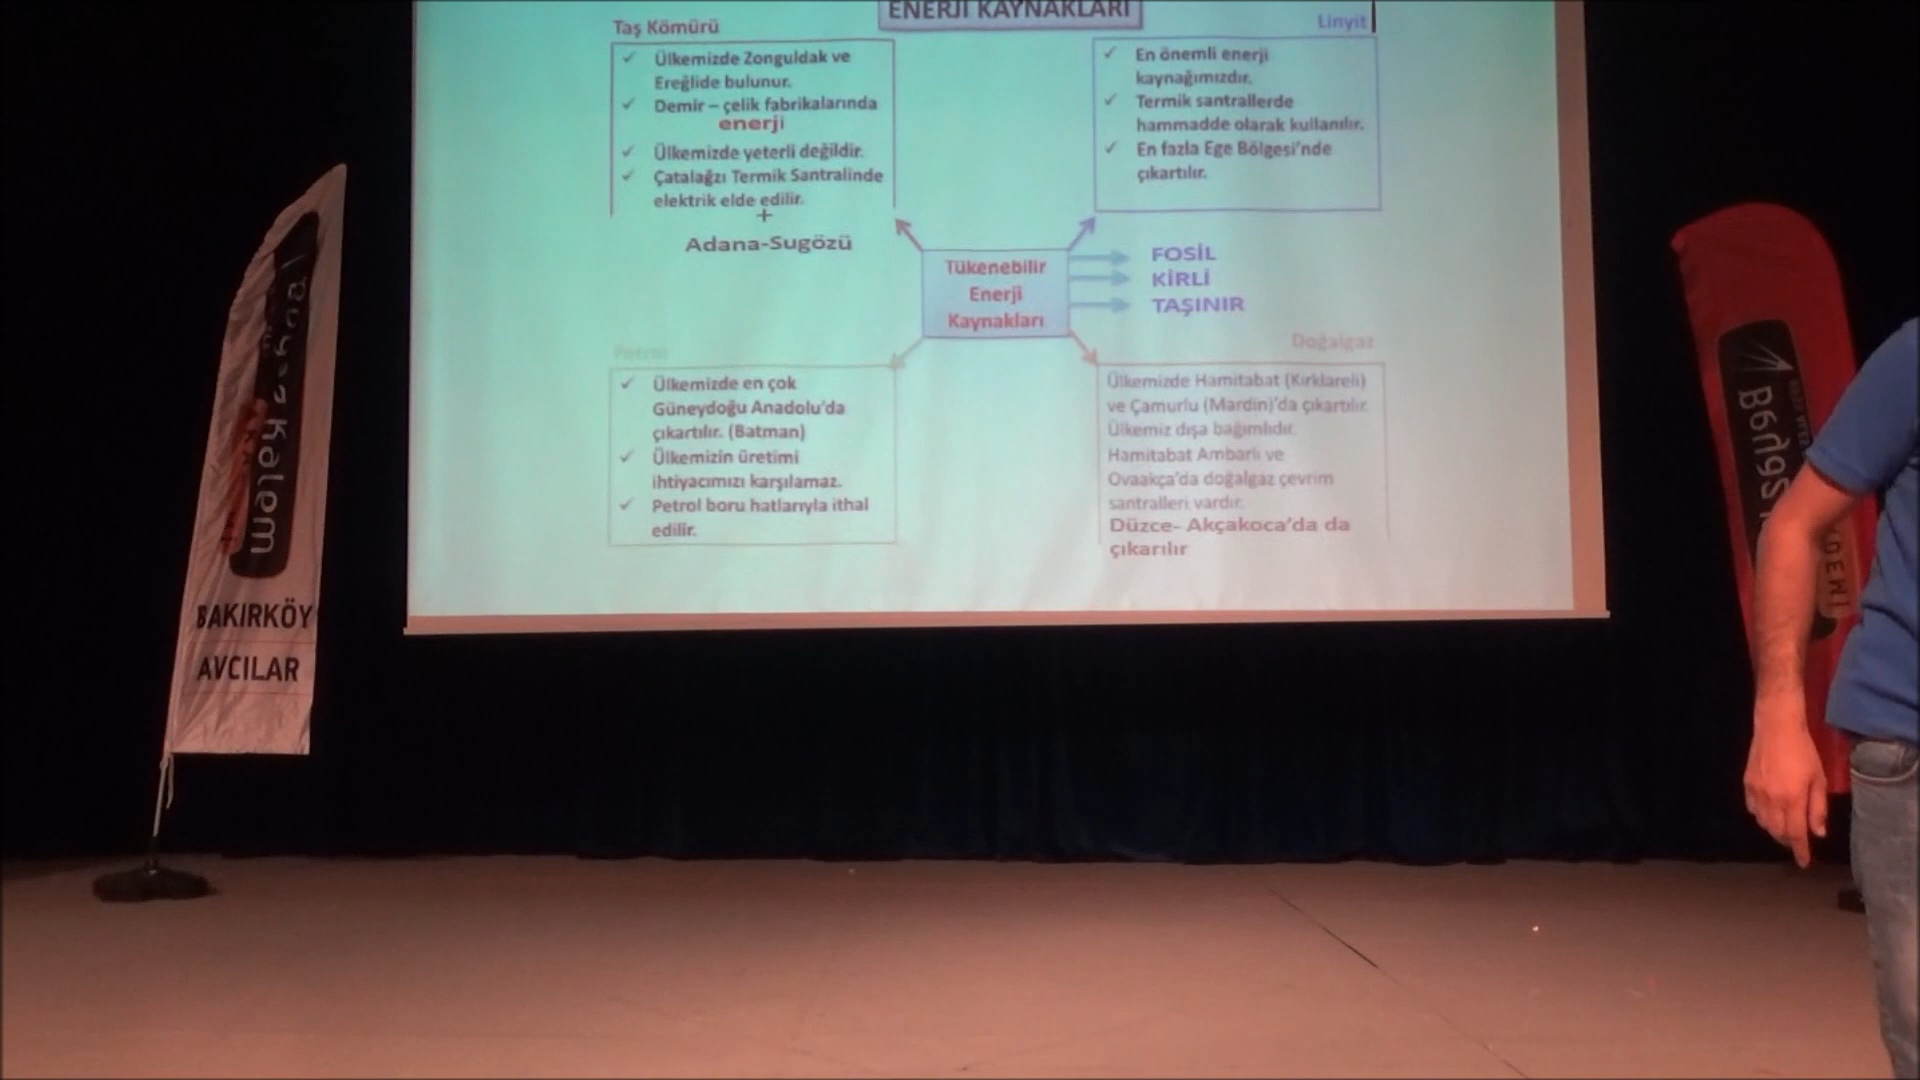 ENERJİ KAYNAKLARI
Taş Kömürü
Ülkemizde Zonguldak ve
Ereğlide bulunur.
Demir – çelik fabrikalarında
enerji
Ülkemizde yeterli değildir.
Çatalağzı Termik Santralinde
elektrik elde edilir.
+
Adana-Sugözü
Linyit
En önemli enerji
kaynağımızdır.
Termik santrallerde
hammadde olarak kullanılır.
En fazla Ege Bölgesi'nde
çıkartılır.
Tükenebilir
Enerji
Kaynakları
FOSİL
KİRLİ
TAŞINIR
Petrol
Ülkemizde en çok
Güneydoğu Anadolu'da
çıkartılır. (Batman)
Ülkemizin üretimi
ihtiyacımızı karşılamaz.
Petrol boru hatlarıyla ithal
edilir.
Doğalgaz
Ülkemizde Hamitabat (Kırklareli)
ve Çamurlu (Mardin)'da çıkartılır.
Ülkemiz dışa bağımlıdır.
Hamitabat Ambarlı ve
Ovaakça'da doğalgaz çevrim
santralleri vardır.
Düzce- Akçakoca'da da
çıkarılır
Beyaz Kalem
BAKIRKÖY
AVCILAR